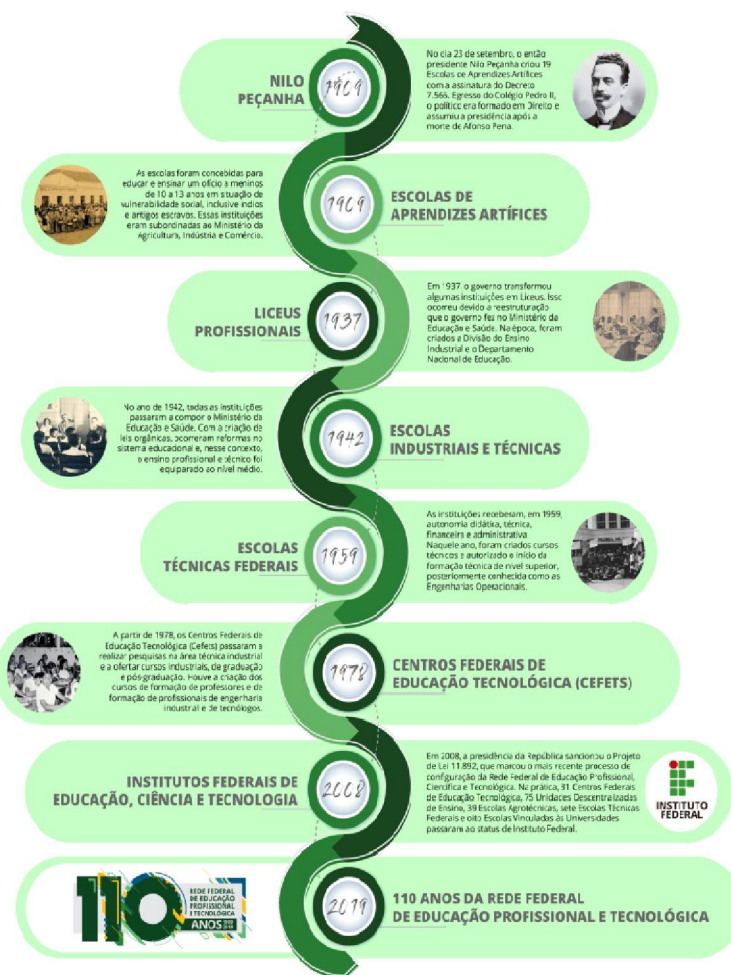 NILO
PEÇANHA
1909
No dia 23 de setembro, o então
presidente Nilo Peçanha criou 19
Escolas de Aprendizes Artífices
com a assinatura do Decreto
7.566. Egresso do Colégio Pedro II,
o político era formado em Direito e
assumiu a presidência após a
morte de Afonso Pena.
As escolas foram concebidas para
educar e ensinar um ofício a meninos
de 10 a 13 anos em situação de
vulnerabilidade social, inclusive índios
e antigos escravos. Essas instituições
eram subordinadas ao Ministério da
Agricultura, Indústria e Comércio.
1909
ESCOLAS DE
APRENDIZES ARTÍFICES
LICEUS
PROFISSIONAIS
1937
Em 1937 o governo transformou
algumas instituições em Liceus. Isso
ocorreu devido a reestruturação
que o governo fez no Ministério da
Educação e Saúde. Na época, foram
criados a Divisão do Ensino
Industrial e o Departamento
Nacional de Educação.
No ano de 1942, todas as instituições
passaram a compor o Ministério da
Educação e Saúde. Com a criação de
leis orgânicas, ocorreram reformas no
sistema educacional e, nesse contexto,
o ensino profissional e técnico foi
equiparado ao nível médio.
1942
ESCOLAS
INDUSTRIAIS E TÉCNICAS
ESCOLAS
TÉCNICAS FEDERAIS
1959
As instituições receberam, em 1959,
autonomia didática, técnica,
financeira e administrativa
Naquele ano, foram criados cursos
técnicos e autorizado o início da
formação técnica de nível superior,
posteriormente conhecida como as
Engenharias Operacionais.
A partir de 1978, os Centros Federais de
Educação Tecnológica (Cefets) passaram a
realizar pesquisas na área técnica industrial
e a ofertar cursos industriais, de graduação
e pós-graduação. Houve a criação dos
cursos de formação de professores e de
formação de profissionais de engenharia
industrial e de tecnólogos.
1978
CENTROS FEDERAIS DE
EDUCAÇÃO TECNOLÓGICA (CEFETS)
INSTITUTOS FEDERAIS DE
EDUCAÇÃO, CIÊNCIA E TECNOLOGIA
2008
Em 2008, a presidência da República sancionou o Projeto
de Lei 11.892, que marcou o mais recente processo de
configuração da Rede Federal de Educação Profissional,
Científica e Tecnológica. Na prática, 31 Centros Federais
de Educação Tecnológica, 75 Unidades Descentralizadas
de Ensino, 39 Escolas Agrotécnicas, sete Escolas Técnicas
Federais e oito Escolas Vinculadas às Universidades
passaram ao status de Instituto Federal.
INSTITUTO
FEDERAL
110
REDE FEDERAL
DE EDUCAÇÃO
PROFISSIONAL
E TECNOLÓGICA
ANOS
2019
110 ANOS DA REDE FEDERAL
DE EDUCAÇÃO PROFISSIONAL E TECNOLÓGICA